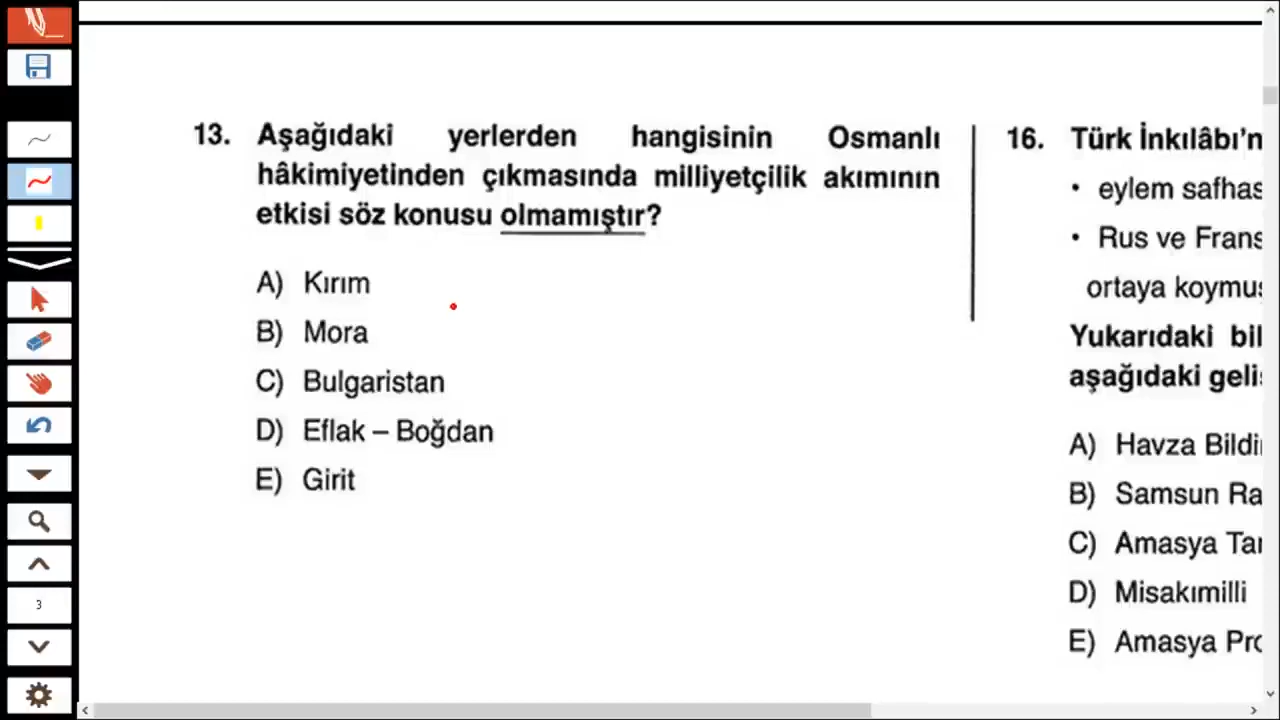 13. Aşağıdaki yerlerden hangisinin Osmanlı
hâkimiyetinden çıkmasında milliyetçilik akımının
etkisi söz konusu olmamıştır?
A) Kırım
B) Mora
C) Bulgaristan
D) Eflak – Boğdan
E) Girit
16. Türk İnkılâbı'n
• eylem safhas
• Rus ve Frans
ortaya koymuş
Yukarıdaki bil
aşağıdaki geli
A) Havza Bildi
B) Samsun Ra
C) Amasya Ta
D) Misakımilli
E) Amasya Pro
3